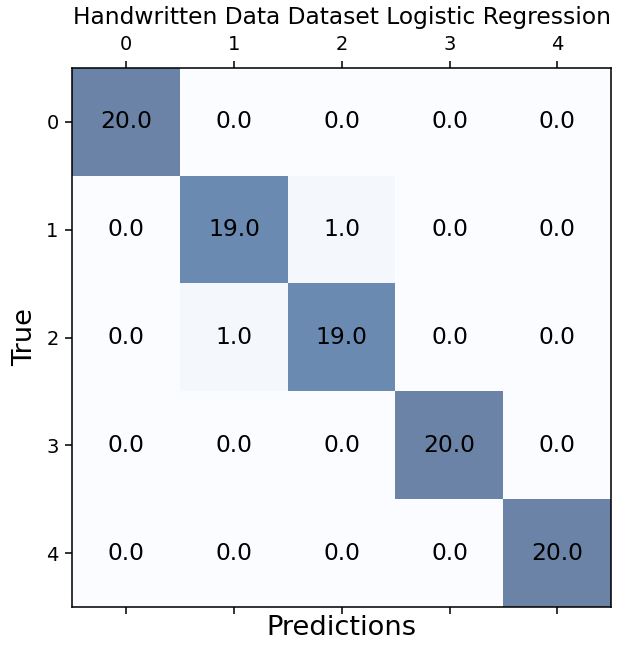 Handwritten Data Dataset Logistic Regression
0 1 2 3 4
0 20.0 0.0 0.0 0.0 0.0
1 0.0 19.0 1.0 0.0 0.0
True
2 0.0 1.0 19.0 0.0 0.0
3 0.0 0.0 0.0 20.0 0.0
4 0.0 0.0 0.0 0.0 20.0
Predictions